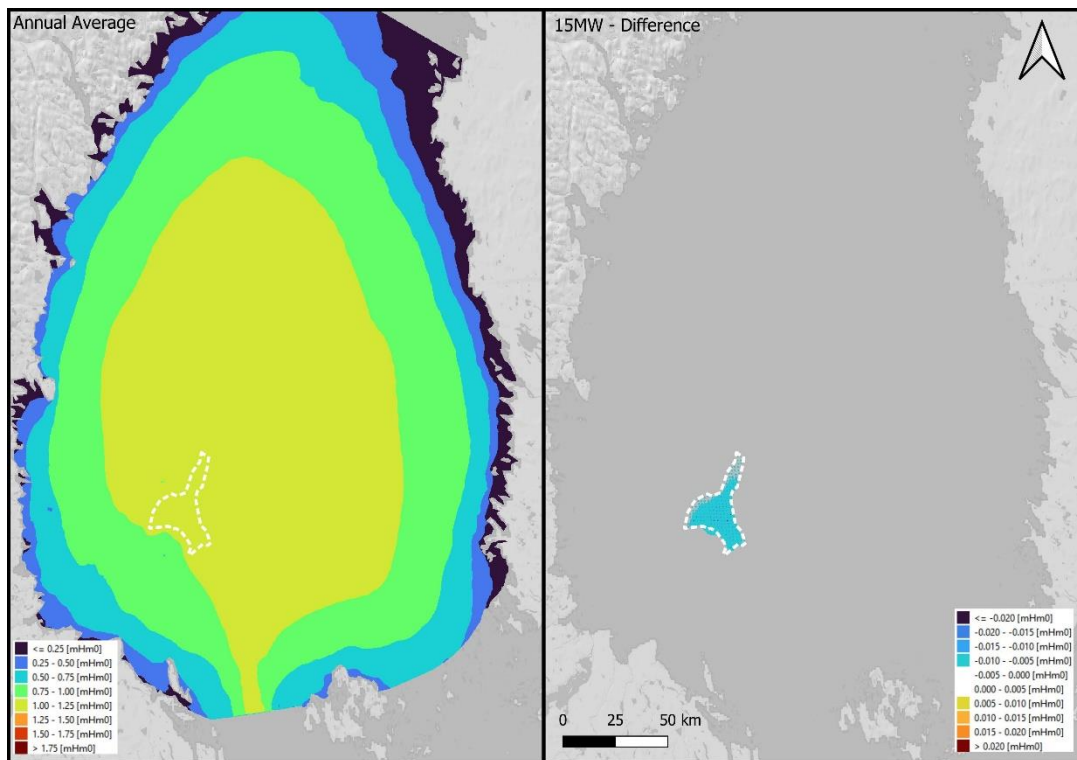 Annual Average
15MW - Difference
<= 0.25 [mHm0]
0.25 - 0.50 [mHm0]
0.50 - 0.75 [mHm0]
0.75 - 1.00 [mHm0]
1.00 - 1.25 [mHm0]
1.25 - 1.50 [mHm0]
1.50 - 1.75 [mHm0]
> 1.75 [mHm0]
0 25 50 km
<= -0.020 [mHm0]
-0.020 - -0.015 [mHm0]
-0.015 - -0.010 [mHm0]
-0.010 - -0.005 [mHm0]
-0.005 - 0.000 [mHm0]
0.000 - 0.005 [mHm0]
0.005 - 0.010 [mHm0]
0.010 - 0.015 [mHm0]
0.015 - 0.020 [mHm0]
> 0.020 [mHm0]